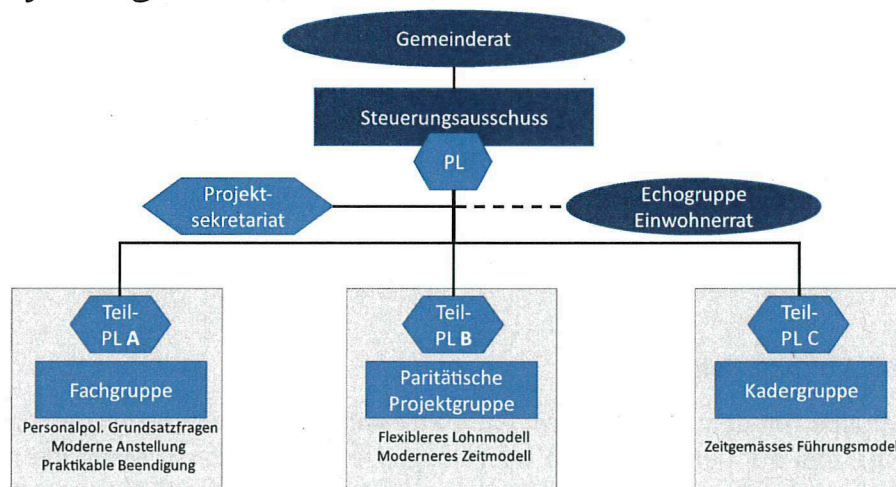 Gemeinderat
Steuerungsausschuss
PL
Projekt-
sekretariat
Echogruppe
Einwohnerrat
Teil-
PL A
Fachgruppe
Personalpol. Grundsatzfragen
Moderne Anstellung
Praktikable Beendigung
Teil-
PL B
Paritätische
Projektgruppe
Flexibleres Lohnmodell
Moderneres Zeitmodell
Teil-
PL C
Kadergruppe
Zeitgemässes Führungsmodell